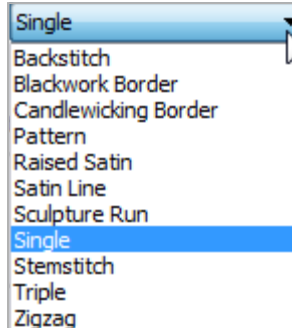 Single
Backstitch
Blackwork Border
Candlewicking Border
Pattern
Raised Satin
Satin Line
Sculpture Run
Single
Stemstitch
Triple
Zigzag